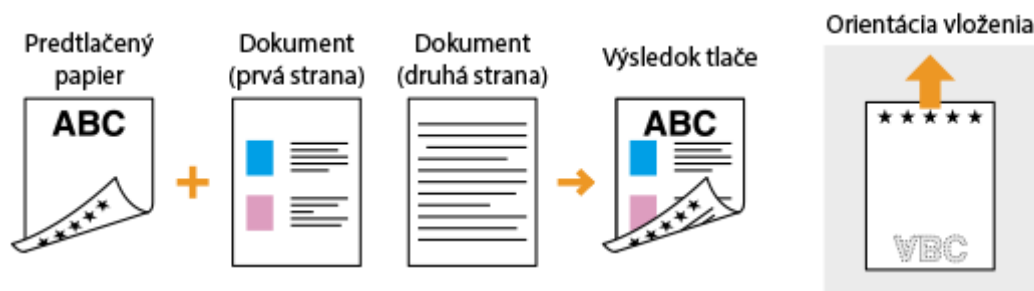 Predtlačený
papier
Dokument
(prvá strana)
Dokument
(druhá strana)
Výsledok tlače
Orientácia vloženia
ABC
ABC
ABC